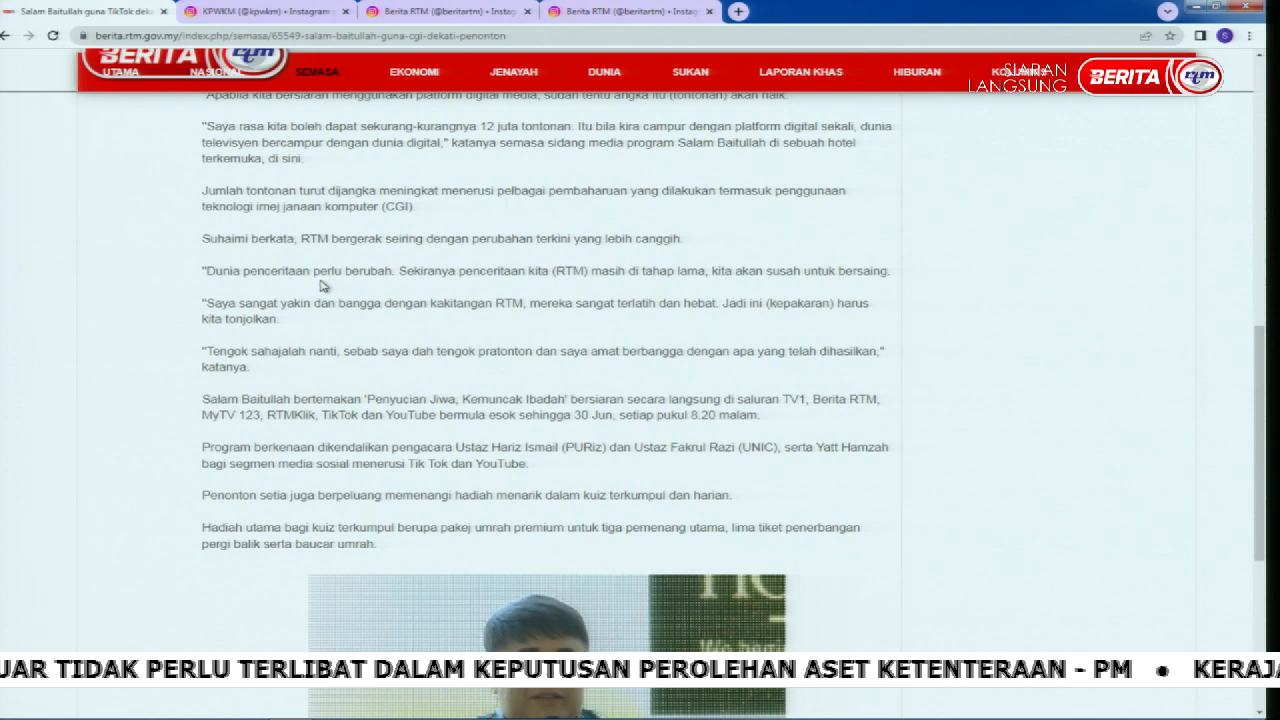 Salam Baitullah guna TikTok deka
KPWKM (@kpwkm) • Instagram
Berita RTM (@beritartm) • Instag
Berita RTM (@beritartm) • Instag
berita.rtm.gov.my/index.php/semasa/65549-salam-baitullah-guna-cgi-dekati-penonton
S
BERITA rtm
UTAMA NASIONAL SEMASA EKONOMI JENAYAH DUNIA SUKAN LAPORAN KHAS HIBURAN
SIARAN
LANGSUNG
BERITA rtm
"Apabila kita bersiaran menggunakan platform digital media, sudah tentu angka itu (tontonan) akan naik.
"Saya rasa kita boleh dapat sekurang-kurangnya 12 juta tontonan. Itu bila kira campur dengan platform digital sekali, dunia
televisyen bercampur dengan dunia digital," katanya semasa sidang media program Salam Baitullah di sebuah hotel
terkemuka, di sini.
Jumlah tontonan turut dijangka meningkat menerusi pelbagai pembaharuan yang dilakukan termasuk penggunaan
teknologi imej janaan komputer (CGI).
Suhaimi berkata, RTM bergerak seiring dengan perubahan terkini yang lebih canggih.
"Dunia penceritaan perlu berubah. Sekiranya penceritaan kita (RTM) masih di tahap lama, kita akan susah untuk bersaing.
"Saya sangat yakin dan bangga dengan kakitangan RTM, mereka sangat terlatih dan hebat. Jadi ini (kepakaran) harus
kita tonjolkan.
"Tengok sahajalah nanti, sebab saya dah tengok pratonton dan saya amat berbangga dengan apa yang telah dihasilkan,"
katanya.
Salam Baitullah bertemakan 'Penyucian Jiwa, Kemuncak Ibadah' bersiaran secara langsung di saluran TV1, Berita RTM,
MyTV 123, RTMKlik, TikTok dan YouTube bermula esok sehingga 30 Jun, setiap pukul 8.20 malam.
Program berkenaan dikendalikan pengacara Ustaz Hariz Ismail (PURiz) dan Ustaz Fakrul Razi (UNIC), serta Yatt Hamzah
bagi segmen media sosial menerusi Tik Tok dan YouTube.
Penonton setia juga berpeluang memenangi hadiah menarik dalam kuiz terkumpul dan harian.
Hadiah utama bagi kuiz terkumpul berupa pakej umrah premium untuk tiga pemenang utama, lima tiket penerbangan
pergi balik serta baucar umrah.
UAR TIDAK PERLU TERLIBAT DALAM KEPUTUSAN PEROLEHAN ASET KETENTERAAN - PM • KERAJA